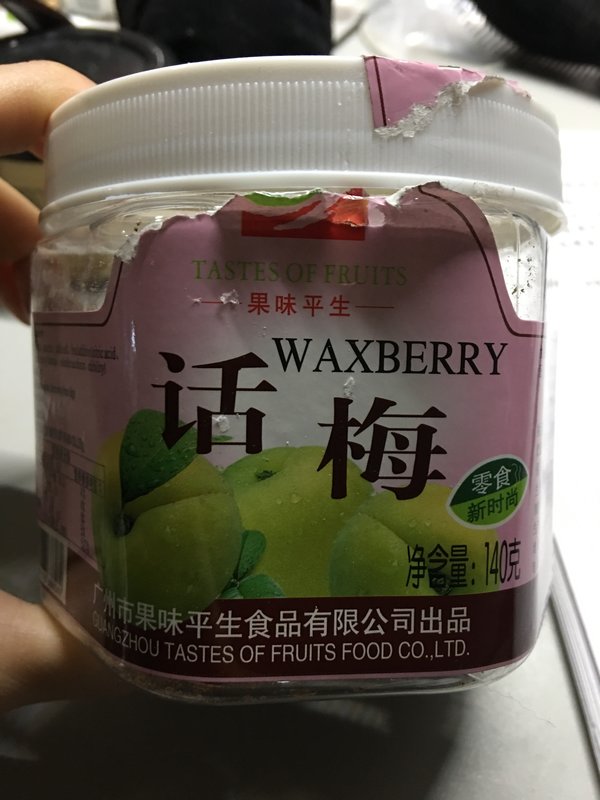 TASTES OF FRUITS
果味平生
WAXBERRY
话梅
零食
新时尚
净含量：140克
广州市果味平生食品有限公司出品
GUANGZHOU TASTES OF FRUITS FOOD CO.,LTD.